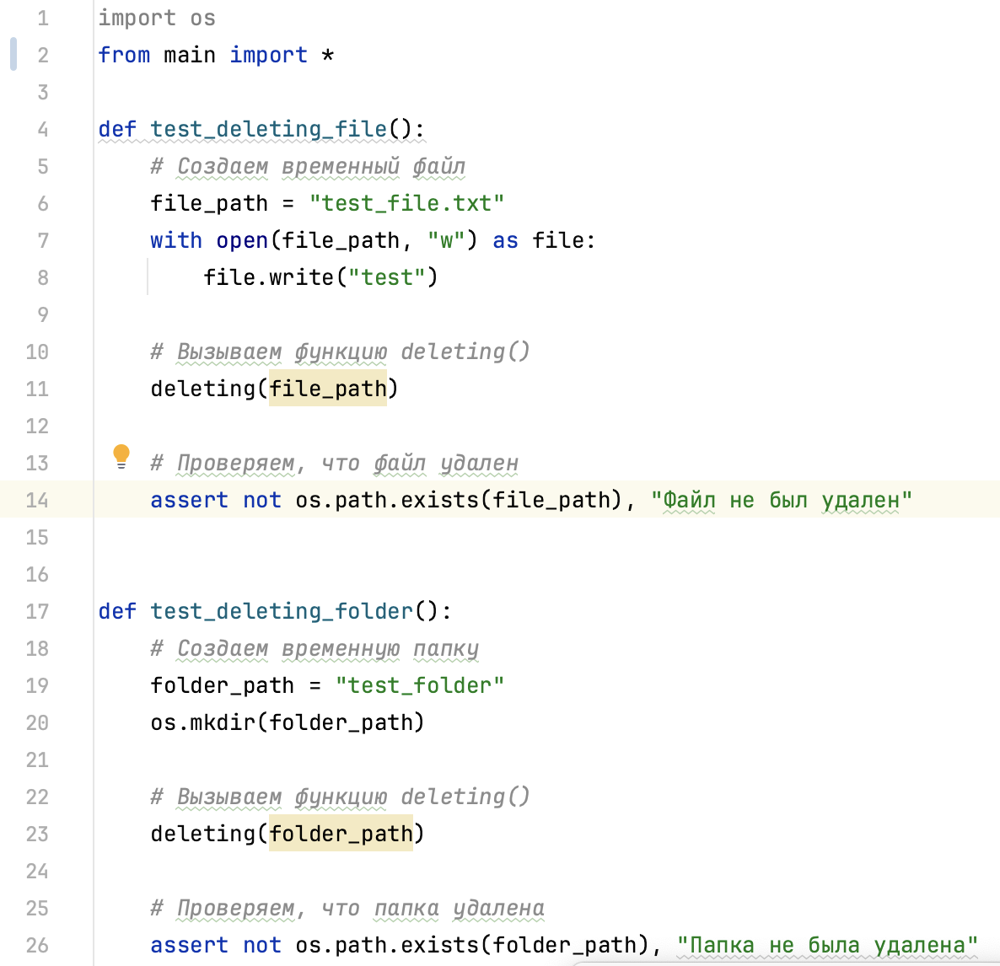 1 import os
2 from main import *
3
4 def test_deleting_file():
5 # Создаем временный файл
6 file_path = "test_file.txt"
7 with open(file_path, "w") as file:
8 file.write("test")
9
10 # Вызываем функцию deleting()
11 deleting(file_path)
12
13 # Проверяем, что файл удален
14 assert not os.path.exists(file_path), "Файл не был удален"
15
16
17 def test_deleting_folder():
18 # Создаем временную папку
19 folder_path = "test_folder"
20 os.mkdir(folder_path)
21
22 # Вызываем функцию deleting()
23 deleting(folder_path)
24
25 # Проверяем, что папка удалена
26 assert not os.path.exists(folder_path), "Папка не была удалена"